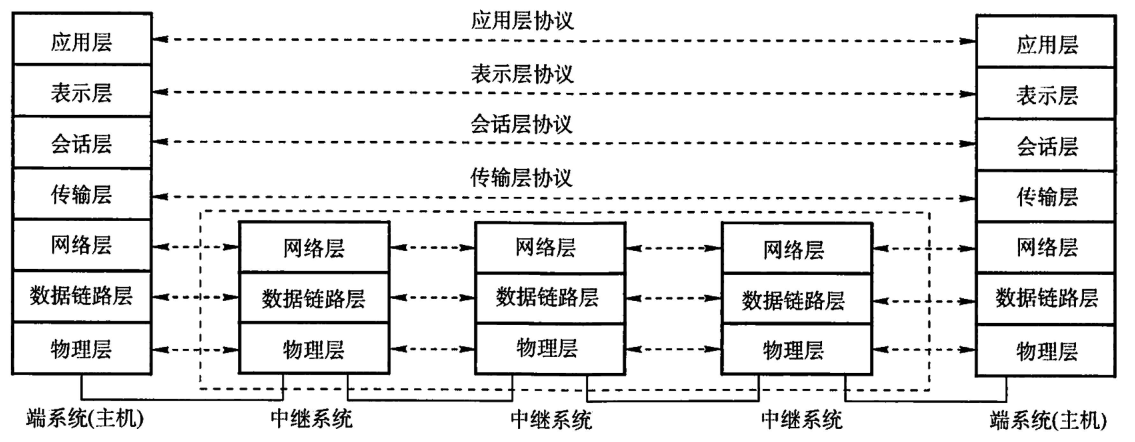 应用层协议
应用层
应用层
表示层协议
表示层
表示层
会话层协议
会话层
会话层
传输层协议
传输层
传输层
网络层
网络层
网络层
网络层
网络层
数据链路层
数据链路层
数据链路层
数据链路层
数据链路层
物理层
物理层
物理层
物理层
物理层
端系统(主机)
中继系统
中继系统
中继系统
端系统(主机)